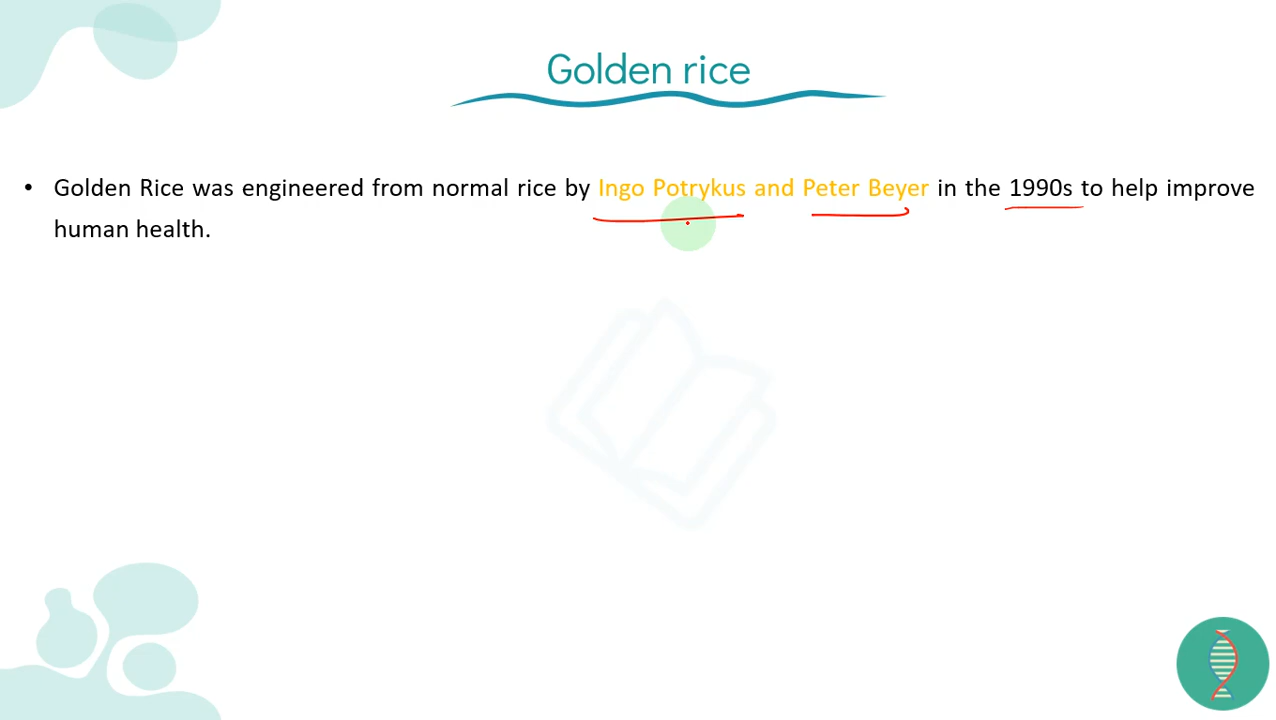 Golden rice
• Golden Rice was engineered from normal rice by Ingo Potrykus and Peter Beyer in the 1990s to help improve
human health.